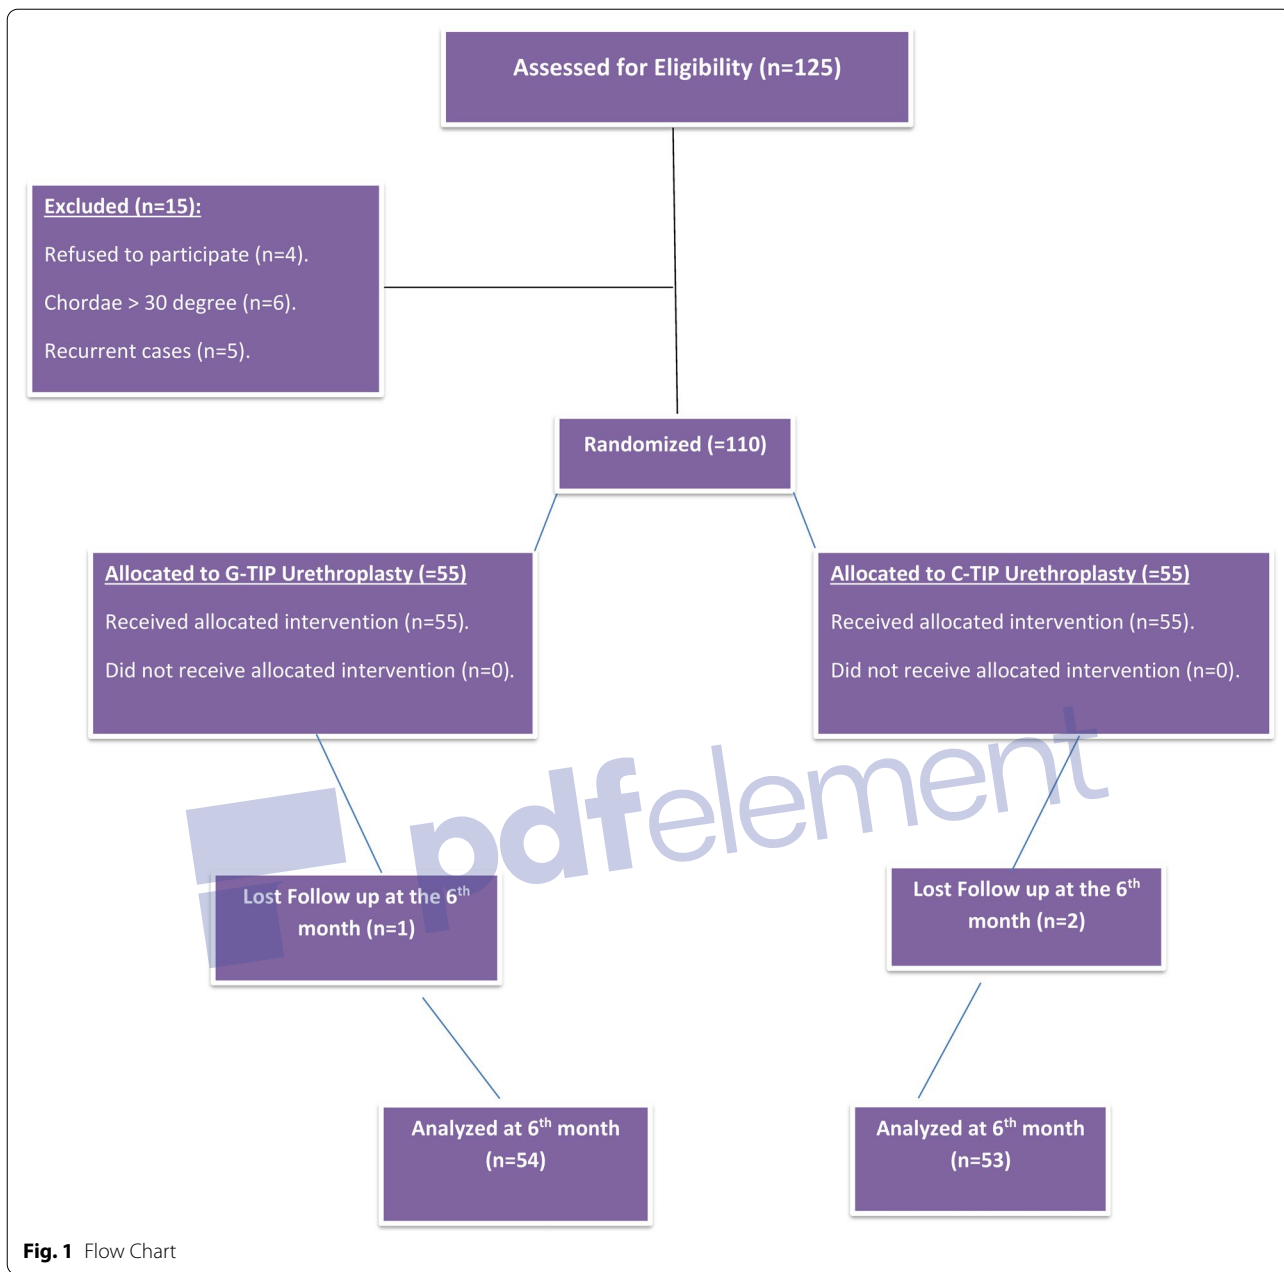 Assessed for Eligibility (n=125)
Excluded (n=15):
Refused to participate (n=4).
Chordae > 30 degree (n=6).
Recurrent cases (n=5).
Randomized (=110)
Allocated to G-TIP Urethroplasty (=55)
Received allocated intervention (n=55).
Did not receive allocated intervention (n=0).
Allocated to C-TIP Urethroplasty (=55)
Received allocated intervention (n=55).
Did not receive allocated intervention (n=0).
pdfelement
Lost Follow up at the 6th
month (n=1)
Lost Follow up at the 6th
month (n=2)
Analyzed at 6th month
(n=54)
Analyzed at 6th month
(n=53)
Fig. 1 Flow Chart